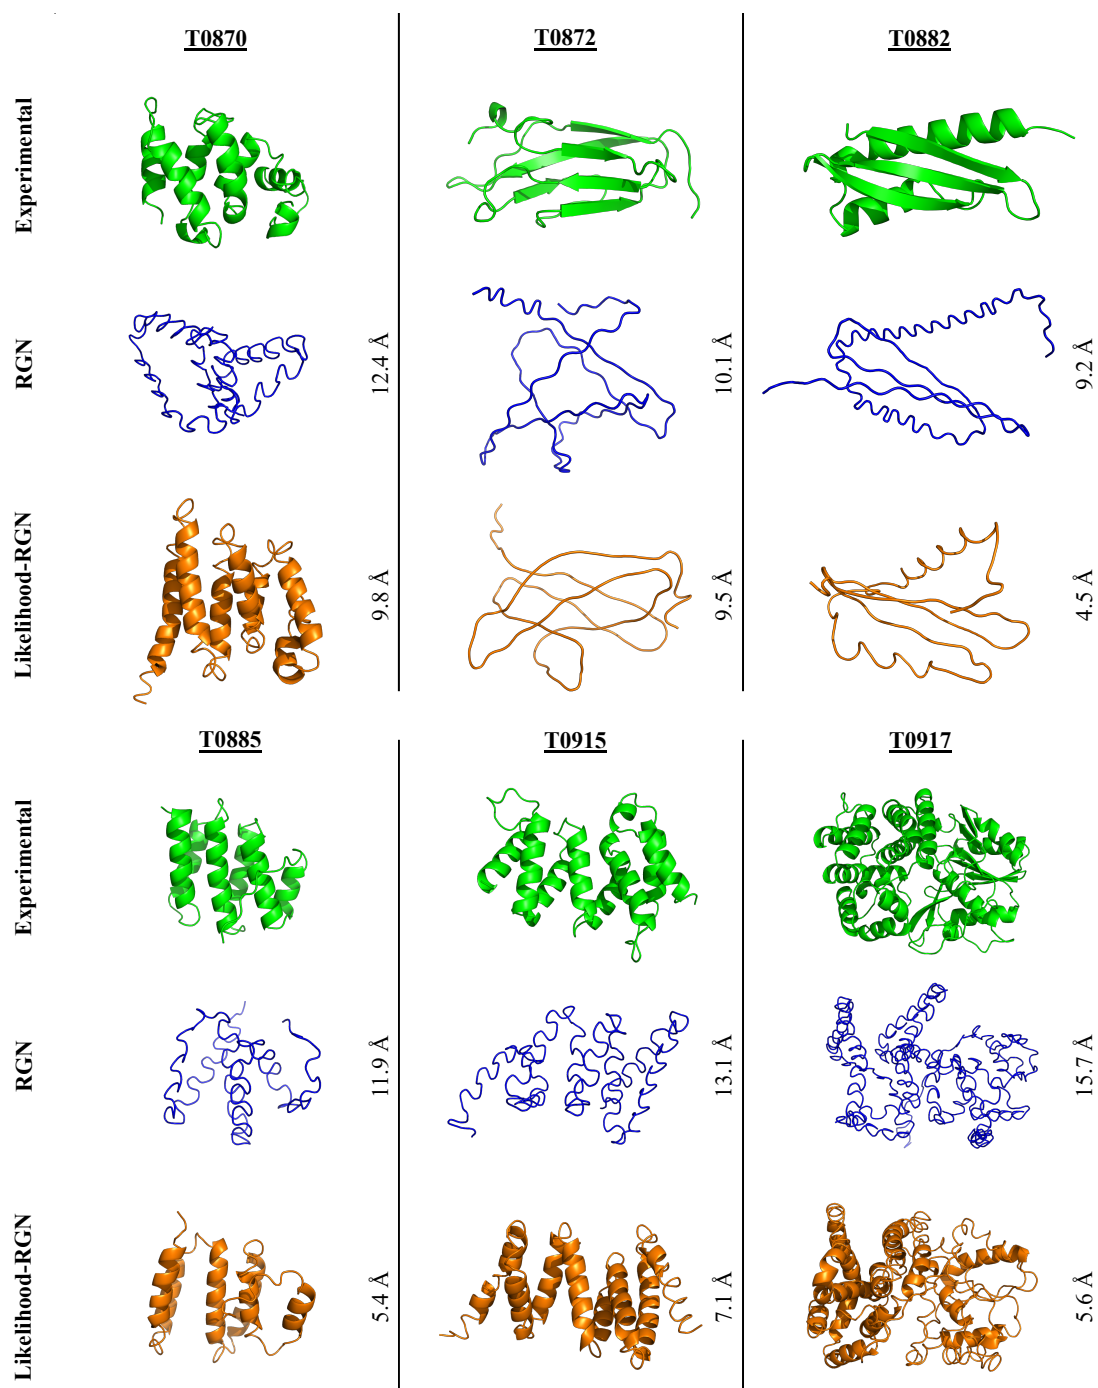 T0870
T0872
T0882
Experimental
RGN
12.4 Å
10.1 Å
9.2 Å
Likelihood-RGN
9.8 Å
9.5 Å
4.5 Å
T0885
T0915
T0917
Experimental
RGN
11.9 Å
13.1 Å
15.7 Å
Likelihood-RGN
5.4 Å
7.1 Å
5.6 Å